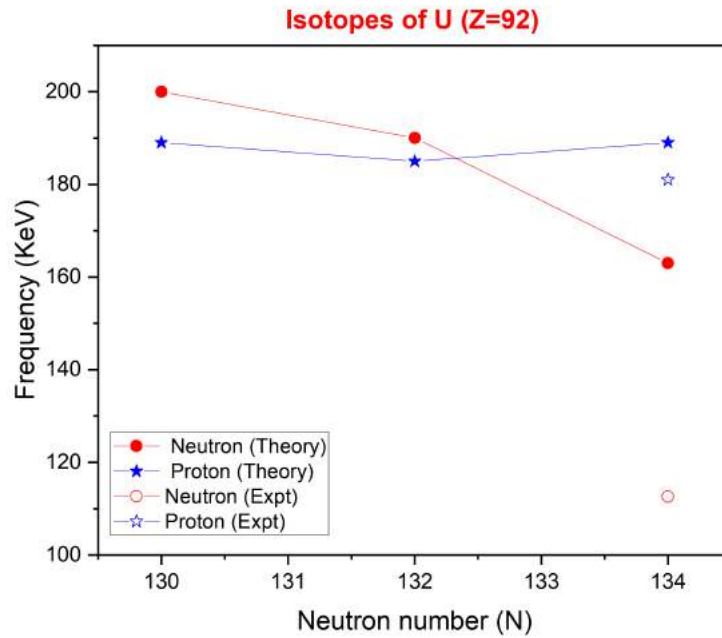 Isotopes of U (Z=92)
200
180
160
140
120
100
Frequency (KeV)
Neutron (Theory)
Proton (Theory)
Neutron (Expt)
Proton (Expt)
130
131
132
133
134
Neutron number (N)